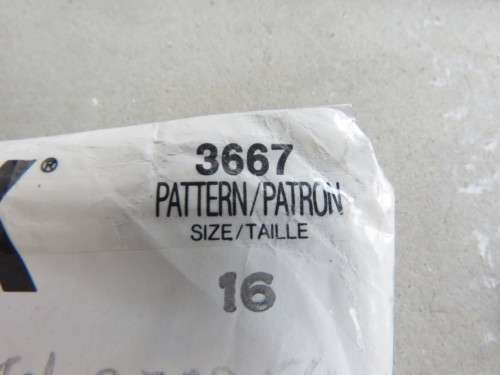 3667
PATTERN/PATRON
SIZE/TAILLE
16